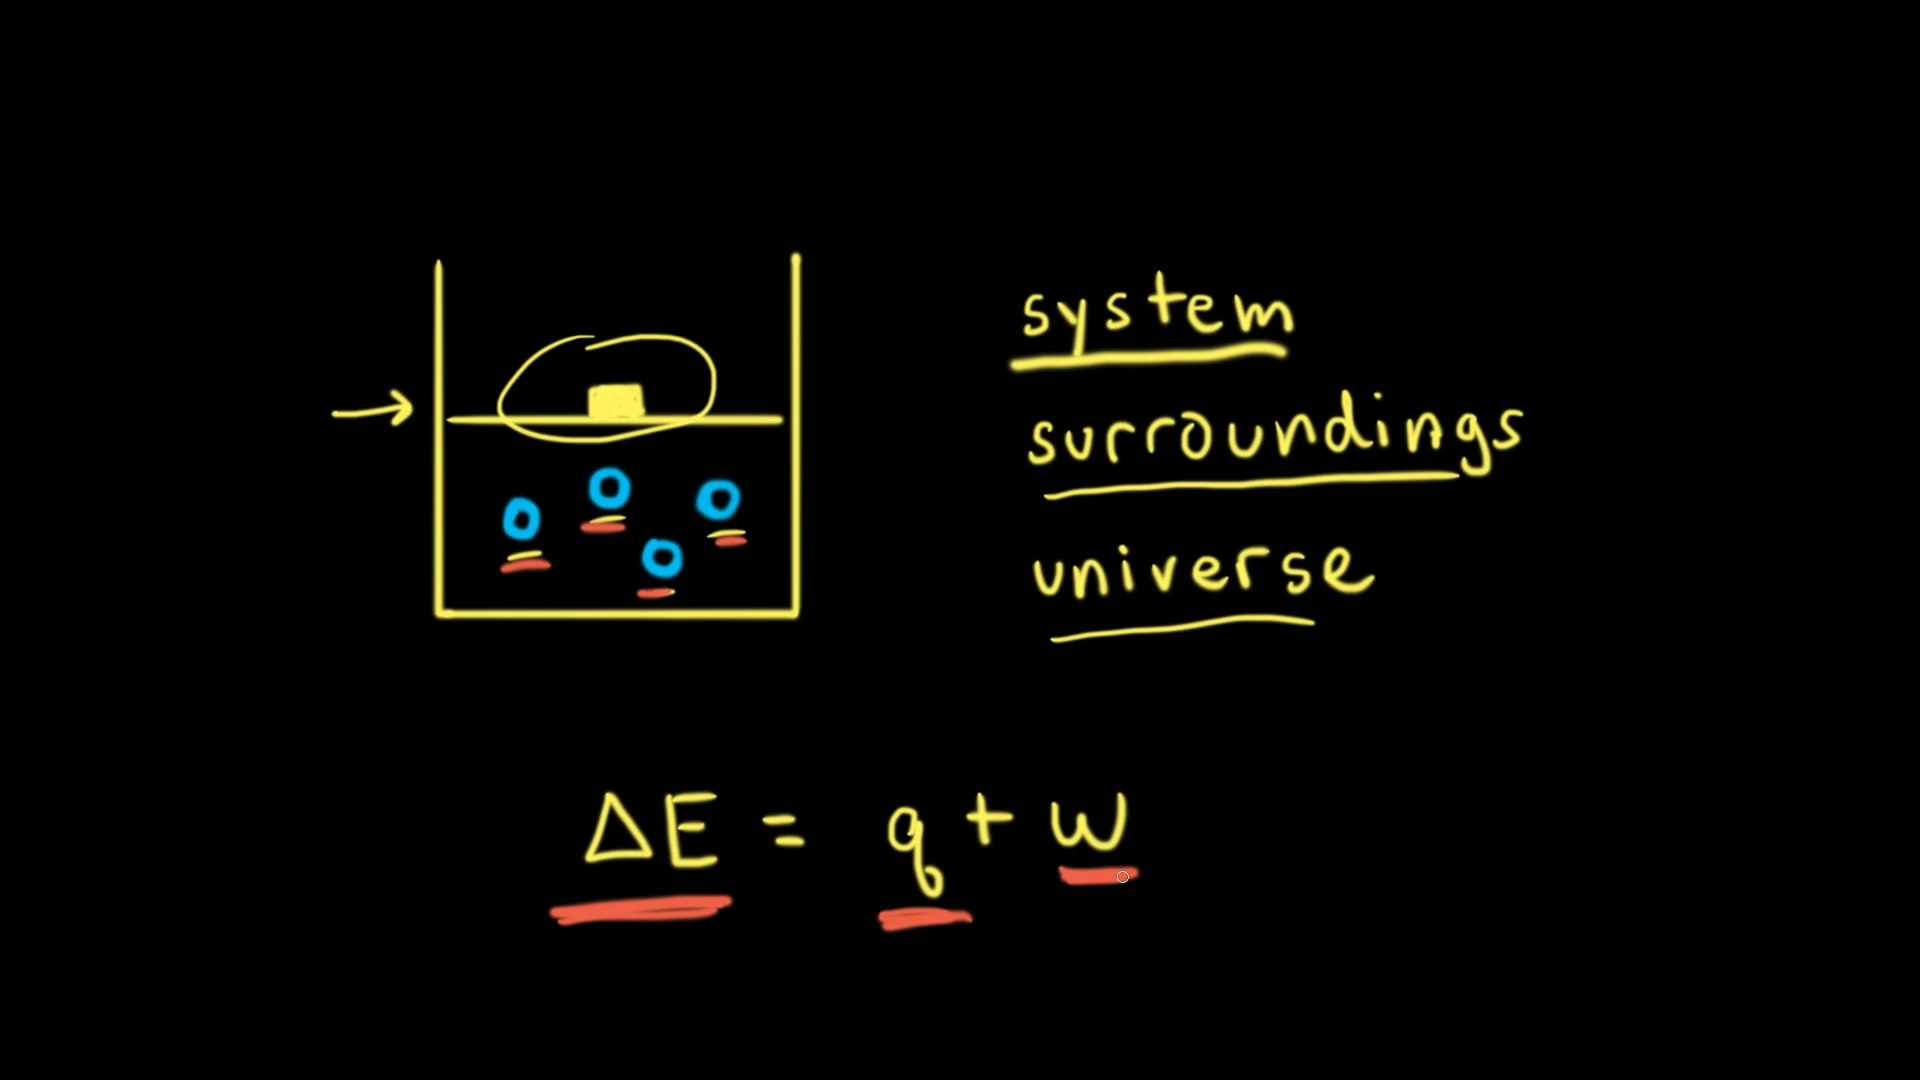 system
surroundings
universe
ΔE = q + w